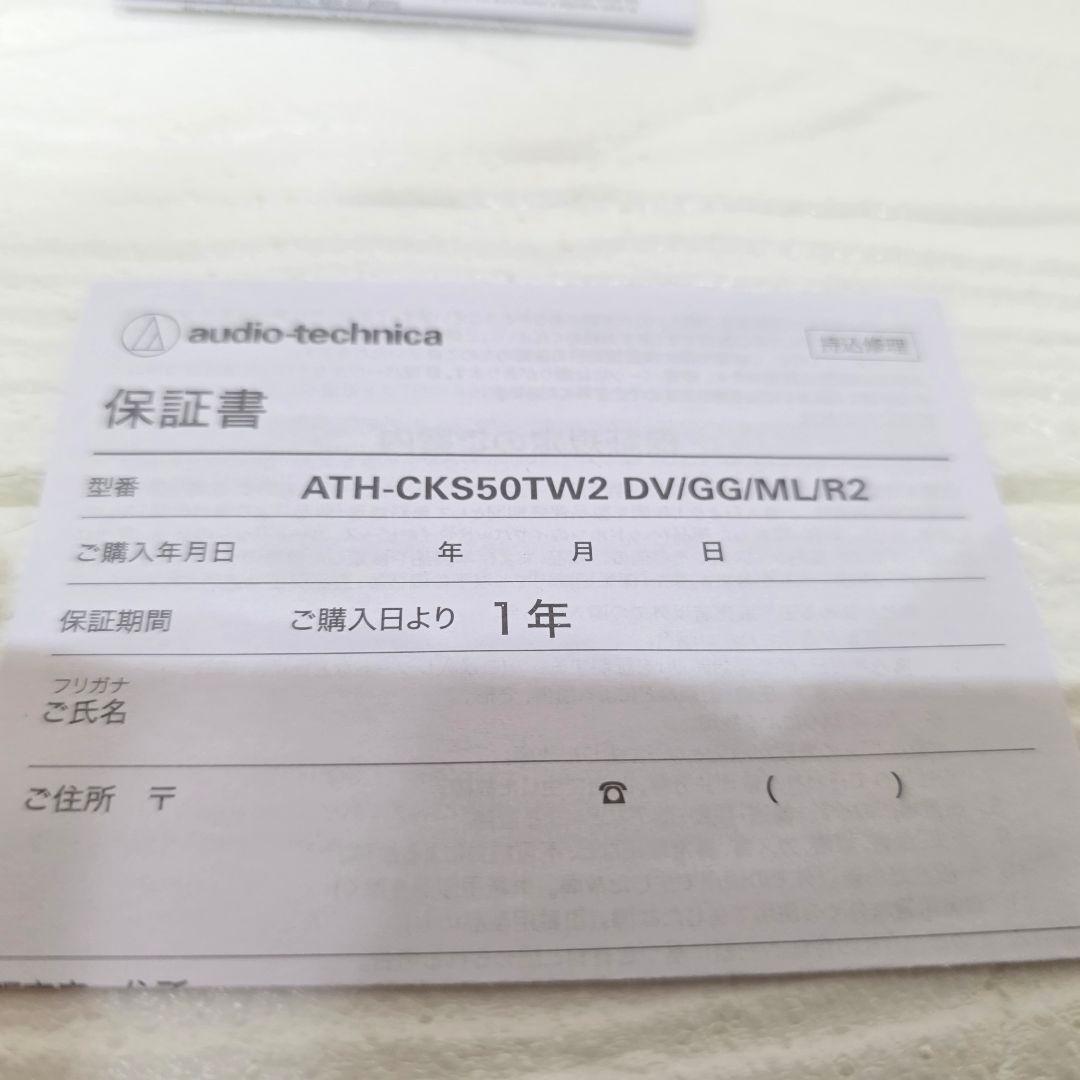 audio-technica
持込修理
保証書
型番 ATH-CKS50TW2 DV/GG/ML/R2
ご購入年月日 年 月 日
保証期間 ご購入日より 1年
フリガナ
ご氏名
ご住所 〒 ☎ ( )